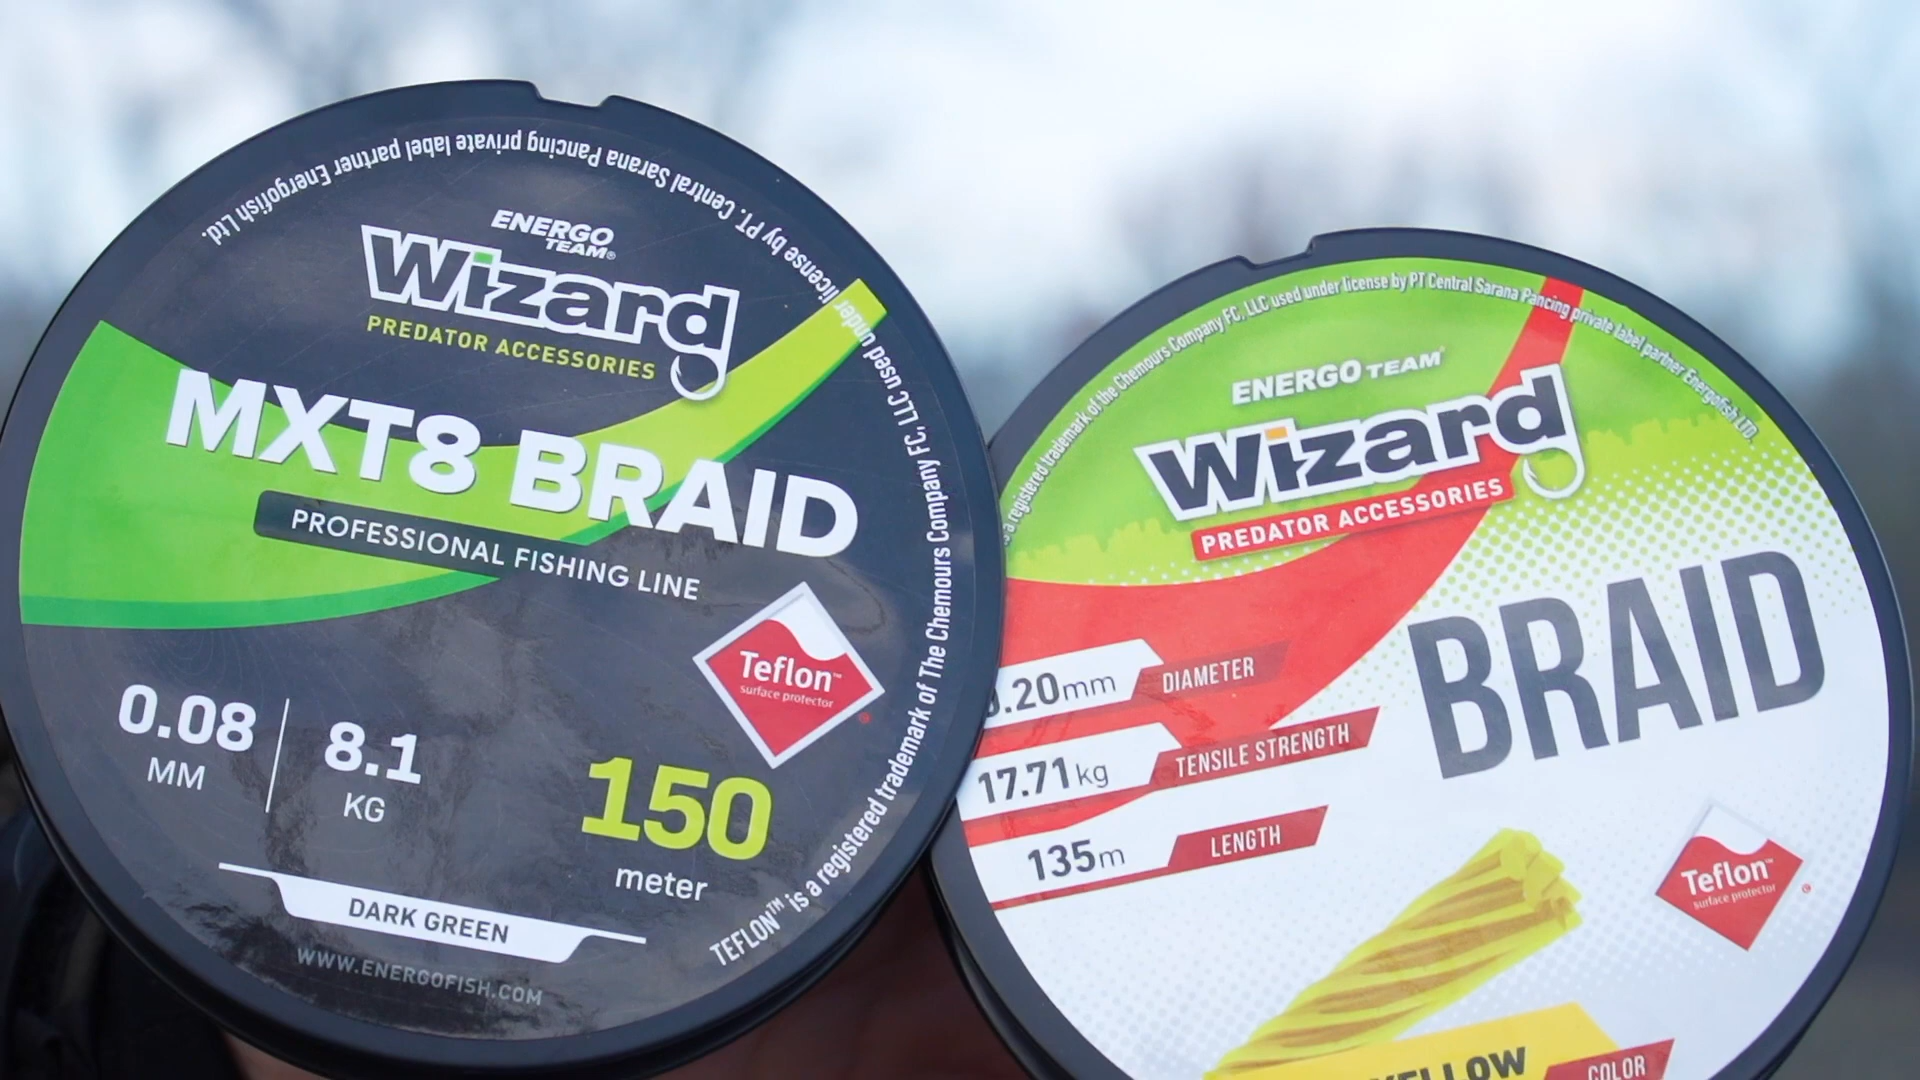 TEFLON™ is a registered trademark of The Chemours Company FC, LLC used under license by PT. Central Sarana Pancing private label partner Energofish Ltd.
ENERGO
TEAM®
Wizard
PREDATOR ACCESSORIES
MXT8 BRAID
PROFESSIONAL FISHING LINE
Teflon™
surface protector
0.08
MM
8.1
KG
150
meter
DARK GREEN
WWW.ENERGOFISH.COM
a registered trademark of the Chemours Company FC, LLC used under license by PT Central Sarana Pancing private label partner Energofish LTD.
ENERGO TEAM
Wizard
PREDATOR ACCESSORIES
BRAID
.20mm DIAMETER
17.71kg TENSILE STRENGTH
135m LENGTH
Teflon™
surface protector
YELLOW COLOR